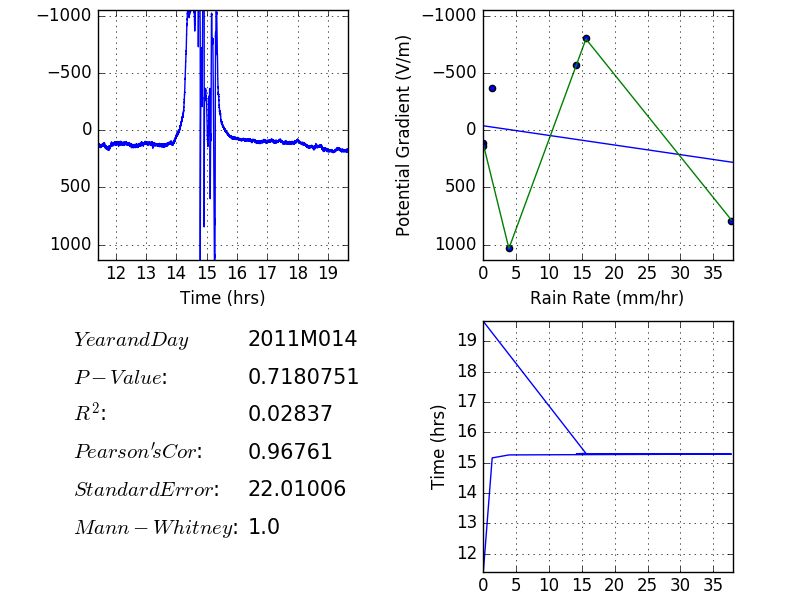 −1000
−500
0
500
1000
12 13 14 15 16 17 18 19
Time (hrs)
Potential Gradient (V/m)
−1000
−500
0
500
1000
0 5 10 15 20 25 30 35
Rain Rate (mm/hr)
YearandDay 2011M014
P−Value: 0.7180751
R²: 0.02837
Pearson'sCor: 0.96761
StandardError: 22.01006
Mann−Whitney: 1.0
Time (hrs)
19
18
17
16
15
14
13
12
0 5 10 15 20 25 30 35